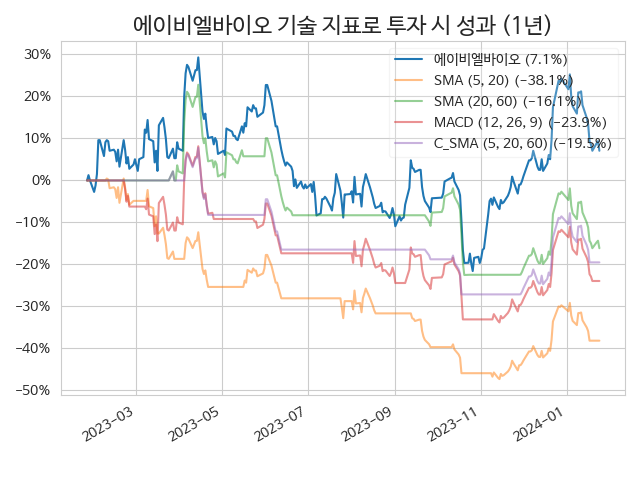 에이비엘바이오 기술 지표로 투자 시 성과 (1년)
30%
20%
10%
0%
−10%
−20%
−30%
−40%
−50%
에이비엘바이오 (7.1%)
SMA (5, 20) (−38.1%)
SMA (20, 60) (−16.1%)
MACD (12, 26, 9) (−23.9%)
C_SMA (5, 20, 60) (−19.5%)
2023−03
2023−05
2023−07
2023−09
2023−11
2024−01